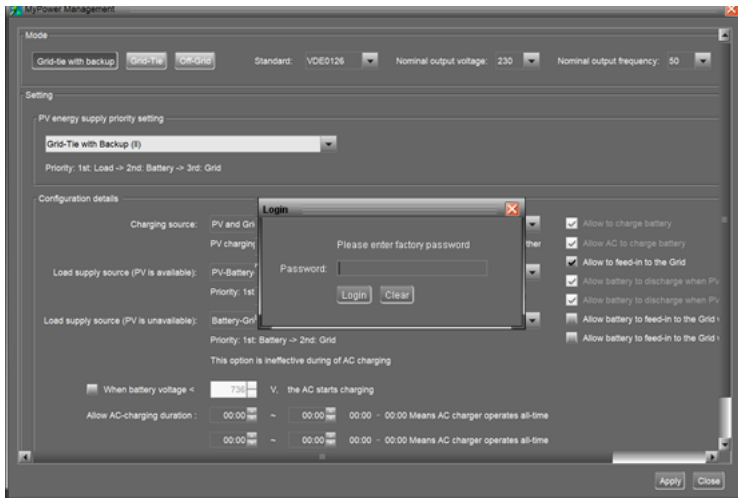 MyPower Management
Mode
Grid-tie with backup Grid-Tie Off-Grid Standard: VDE0126 Nominal output voltage: 230 Nominal output frequency: 50
Setting
PV energy supply priority setting
Grid-Tie with Backup (II)
Priority: 1st: Load -> 2nd: Battery -> 3rd: Grid
Configuration details
Login
Charging source: PV and Gri Allow to charge battery
PV charging ther Allow AC to charge battery
Please enter factory password
Allow to feed-in to the Grid
Load supply source (PV is available): PV-Battery- Password: Allow battery to discharge when PV
Priority: 1st Login Clear Allow battery to discharge when PV
Load supply source (PV is unavailable): Battery-Gri Allow battery to feed-in to the Grid
Priority: 1st: Battery -> 2nd: Grid Allow battery to feed-in to the Grid
This option is ineffective during of AC charging
When battery voltage < 736 V, the AC starts charging
Allow AC-charging duration : 00:00 ~ 00:00 00:00 - 00:00 Means AC charger operates all-time
00:00 ~ 00:00 00:00 - 00:00 Means AC charger operates all-time
Apply Close